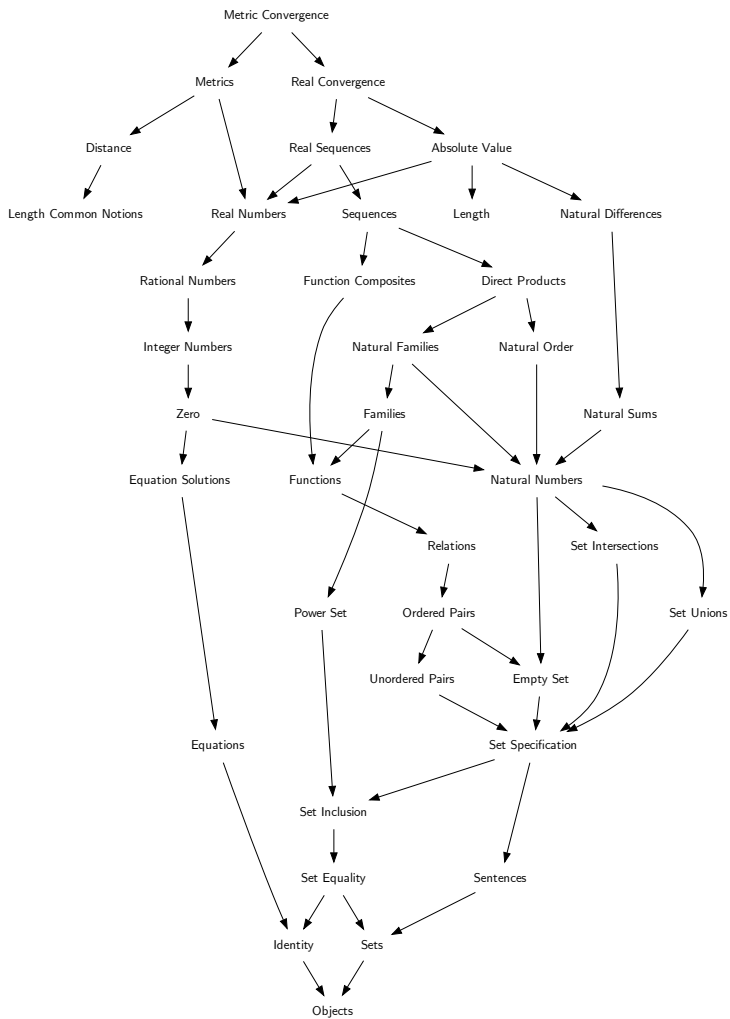 Metric Convergence
Metrics
Real Convergence
Distance
Real Sequences
Absolute Value
Length Common Notions
Real Numbers
Sequences
Length
Natural Differences
Rational Numbers
Function Composites
Direct Products
Integer Numbers
Natural Families
Natural Order
Zero
Families
Natural Sums
Equation Solutions
Functions
Natural Numbers
Relations
Set Intersections
Power Set
Ordered Pairs
Set Unions
Unordered Pairs
Empty Set
Equations
Set Specification
Set Inclusion
Set Equality
Sentences
Identity
Sets
Objects